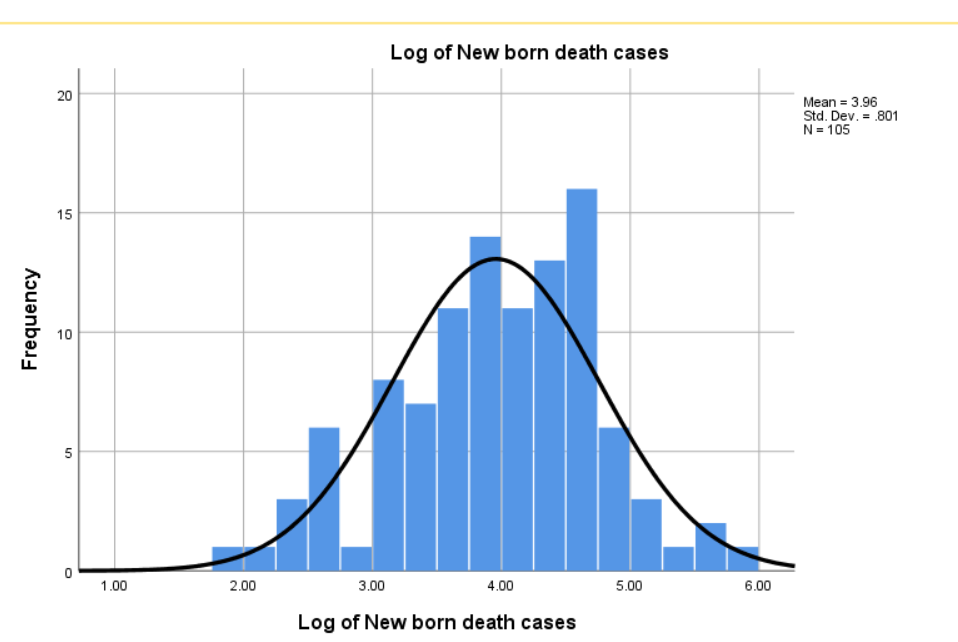 Log of New born death cases
Mean = 3.96
Std. Dev. = .801
N = 105
Frequency
20
15
10
5
0
1.00 2.00 3.00 4.00 5.00 6.00
Log of New born death cases